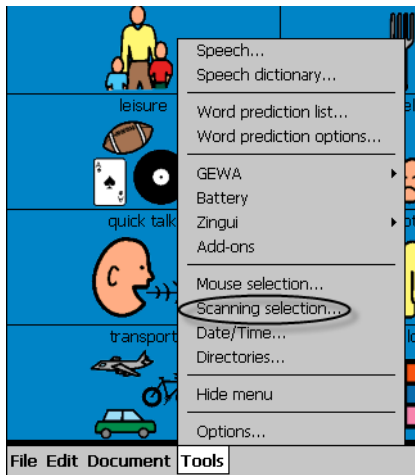 Speech...
Speech dictionary...
leisure
Word prediction list...
Word prediction options...
A
GEWA
Battery
quick talk
Zingui
Add-ons
Mouse selection...
Scanning selection...
transport
Date/Time...
Directories...
Hide menu
Options...
File Edit Document Tools